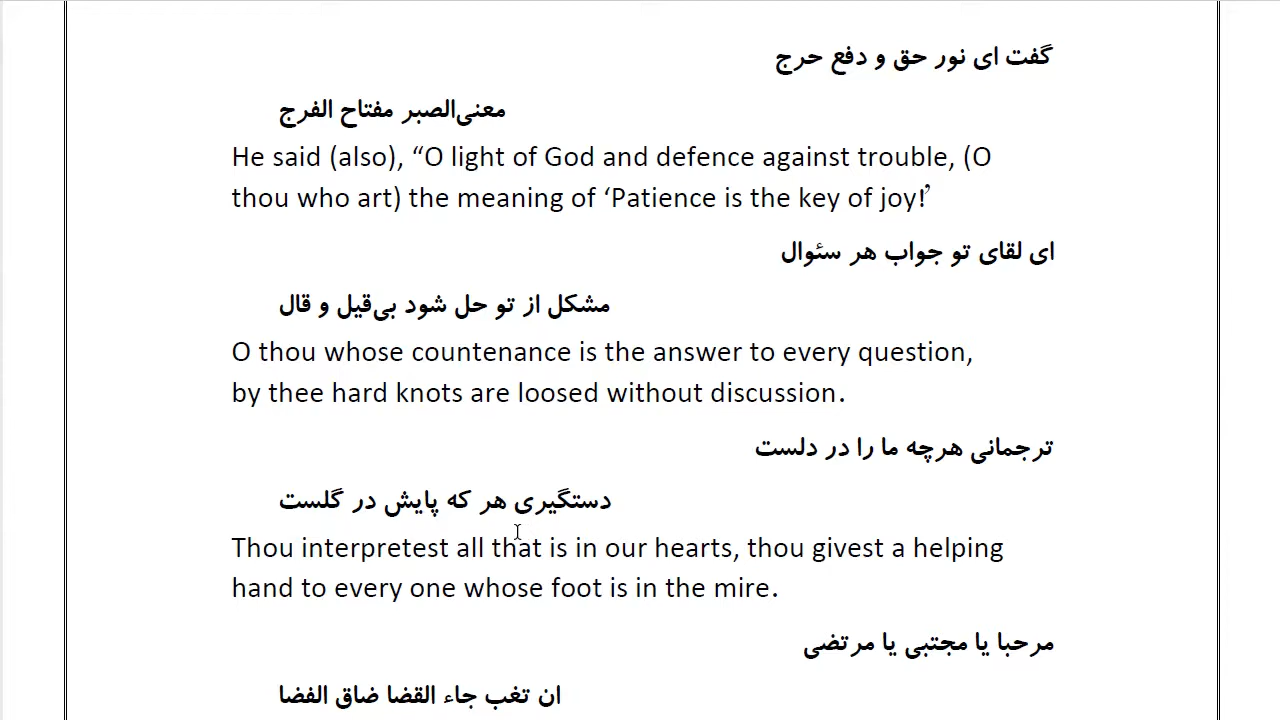 گفت ای نور حق و دفع حرج
معنی‌الصبر مفتاح الفرج
He said (also), “O light of God and defence against trouble, (O
thou who art) the meaning of ‘Patience is the key of joy!’
ای لقای تو جواب هر سئوال
مشکل از تو حل شود بی‌قیل و قال
O thou whose countenance is the answer to every question,
by thee hard knots are loosed without discussion.
ترجمانی هرچه ما را در دلست
دستگیری هر که پایش در گلست
Thou interpretest all that is in our hearts, thou givest a helping
hand to every one whose foot is in the mire.
مرحبا یا مجتبی یا مرتضی
ان تغب جاء القضا ضاق الفضا